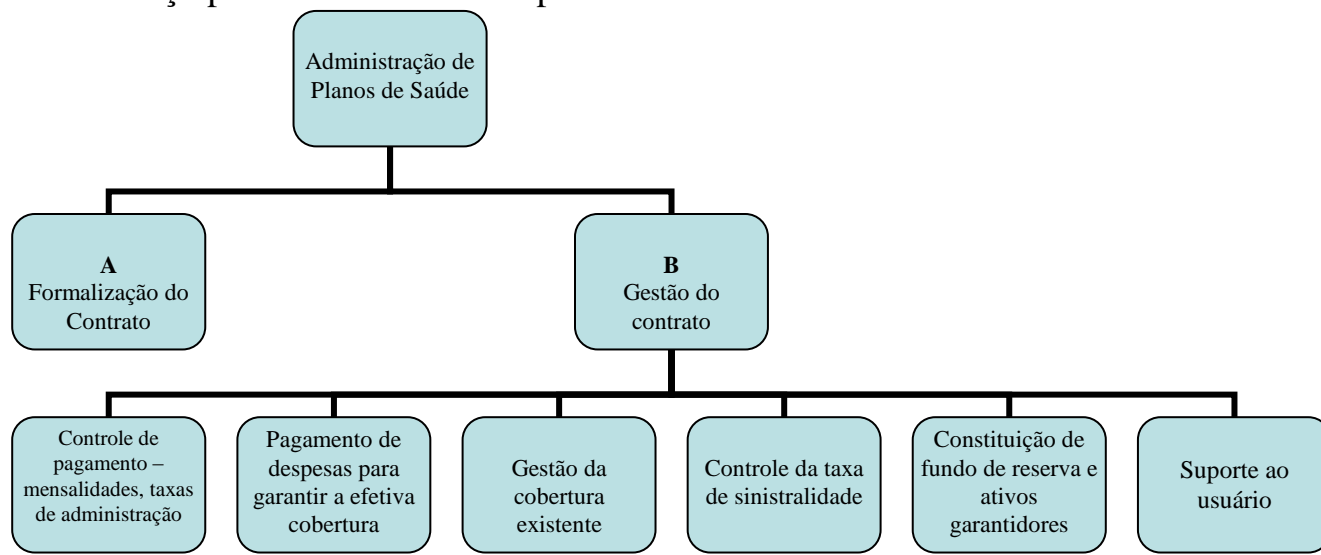 Administração de
Planos de Saúde
A
Formalização do
Contrato
B
Gestão do
contrato
Controle de
pagamento –
mensalidades, taxas
de administração
Pagamento de
despesas para
garantir a efetiva
cobertura
Gestão da
cobertura
existente
Controle da taxa
de sinistralidade
Constituição de
fundo de reserva e
ativos
garantidores
Suporte ao
usuário